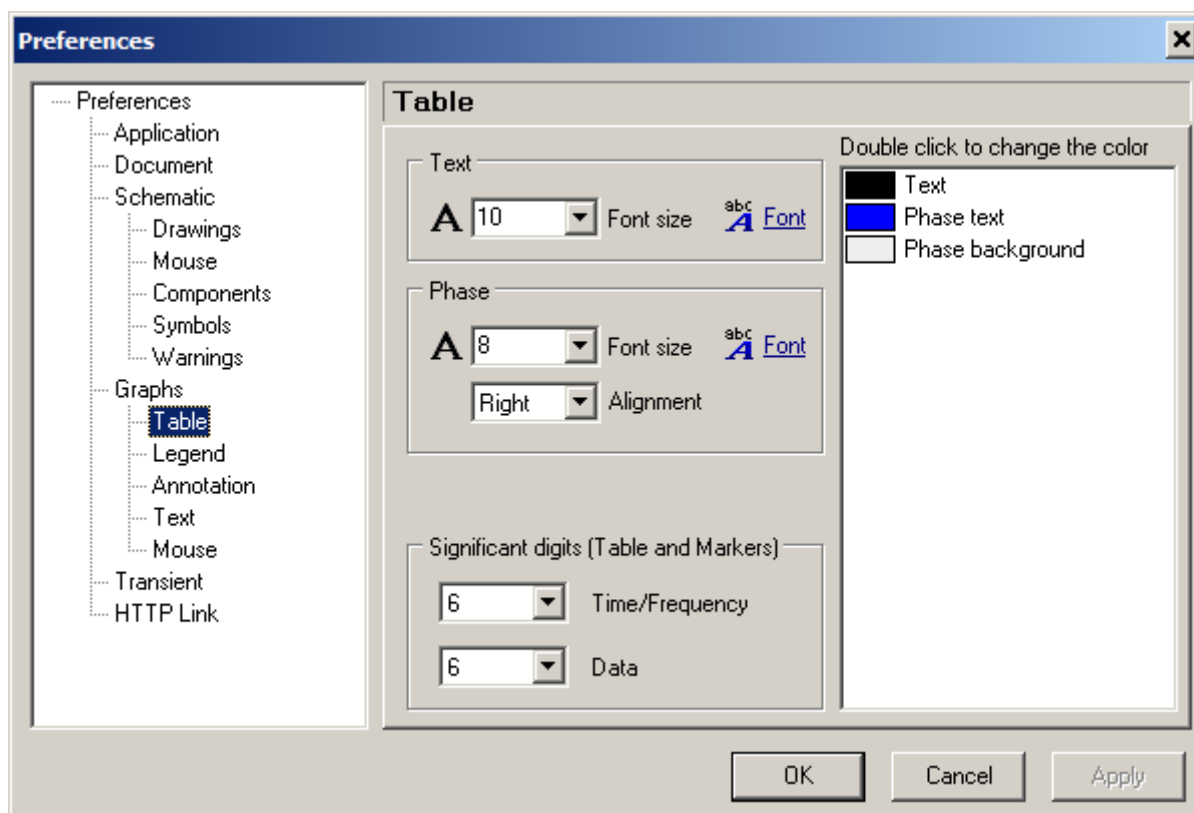 Preferences
Preferences
Application
Document
Schematic
Drawings
Mouse
Components
Symbols
Warnings
Graphs
Table
Legend
Annotation
Text
Mouse
Transient
HTTP Link
Table
Text
A 10 Font size abc A Font
Phase
A 8 Font size abc A Font
Right Alignment
Significant digits (Table and Markers)
6 Time/Frequency
6 Data
Double click to change the color
Text
Phase text
Phase background
OK Cancel Apply